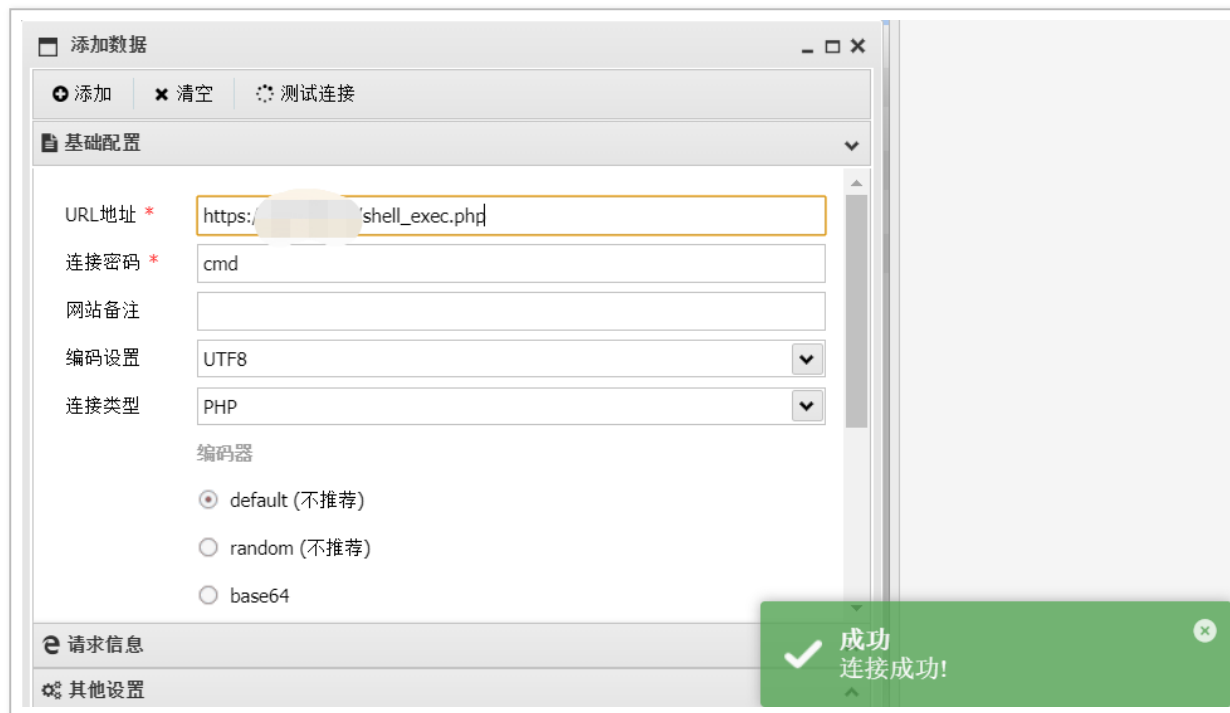 添加数据
添加 清空 测试连接
基础配置
URL地址 * https:/ /shell_exec.php
连接密码 * cmd
网站备注
编码设置 UTF8
连接类型 PHP
编码器
default (不推荐)
random (不推荐)
base64
请求信息
其他设置
成功
连接成功!